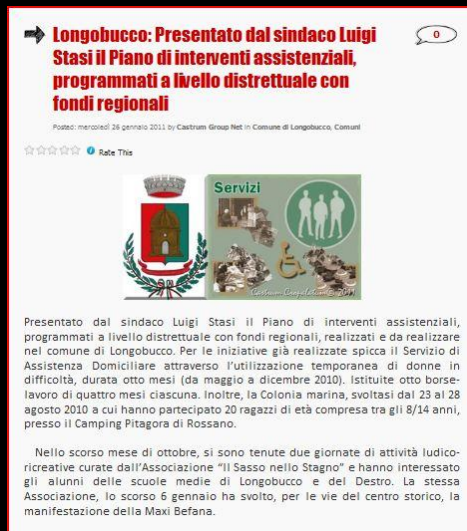 Longobucco: Presentato dal sindaco Luigi
0
Stasi il Piano di interventi assistenziali,
programmati a livello distrettuale con
fondi regionali
Posted: mercoledì 26 gennaio 2011 by Castrum Group Net in Comune di Longobucco, Comuni
Rate This
Servizi
Presentato dal sindaco Luigi Stasi il Piano di interventi assistenziali,
programmati a livello distrettuale con fondi regionali, realizzati e da realizzare
nel comune di Longobucco. Per le iniziative già realizzate spicca il Servizio di
Assistenza Domiciliare attraverso l'utilizzazione temporanea di donne in
difficoltà, durata otto mesi (da maggio a dicembre 2010). Istituite otto borse-
lavoro di quattro mesi ciascuna. Inoltre, la Colonia marina, svoltasi dal 23 al 28
agosto 2010 a cui hanno partecipato 20 ragazzi di età compresa tra gli 8/14 anni,
presso il Camping Pitagora di Rossano.
Nello scorso mese di ottobre, si sono tenute due giornate di attività ludico-
ricreative curate dall'Associazione "Il Sasso nello Stagno" e hanno interessato
gli alunni delle scuole medie di Longobucco e del Destro. La stessa
Associazione, lo scorso 6 gennaio ha svolto, per le vie del centro storico, la
manifestazione della Maxi Befana.